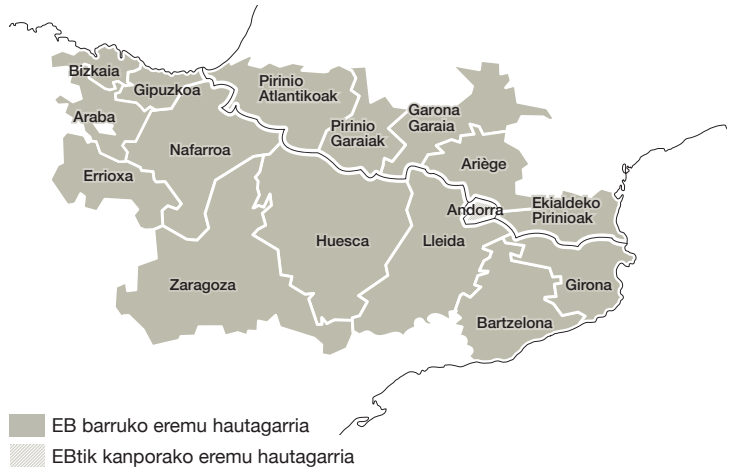 Bizkaia
Gipuzkoa
Pirinio
Atlantikoak
Garona
Garaia
Araba
Pirinio
Garaiak
Nafarroa
Ariège
Errioxa
Andorra
Ekialdeko
Pirinioak
Huesca
Lleida
Zaragoza
Girona
Bartzelona
EB barruko eremu hautagarria
EBtik kanporako eremu hautagarria